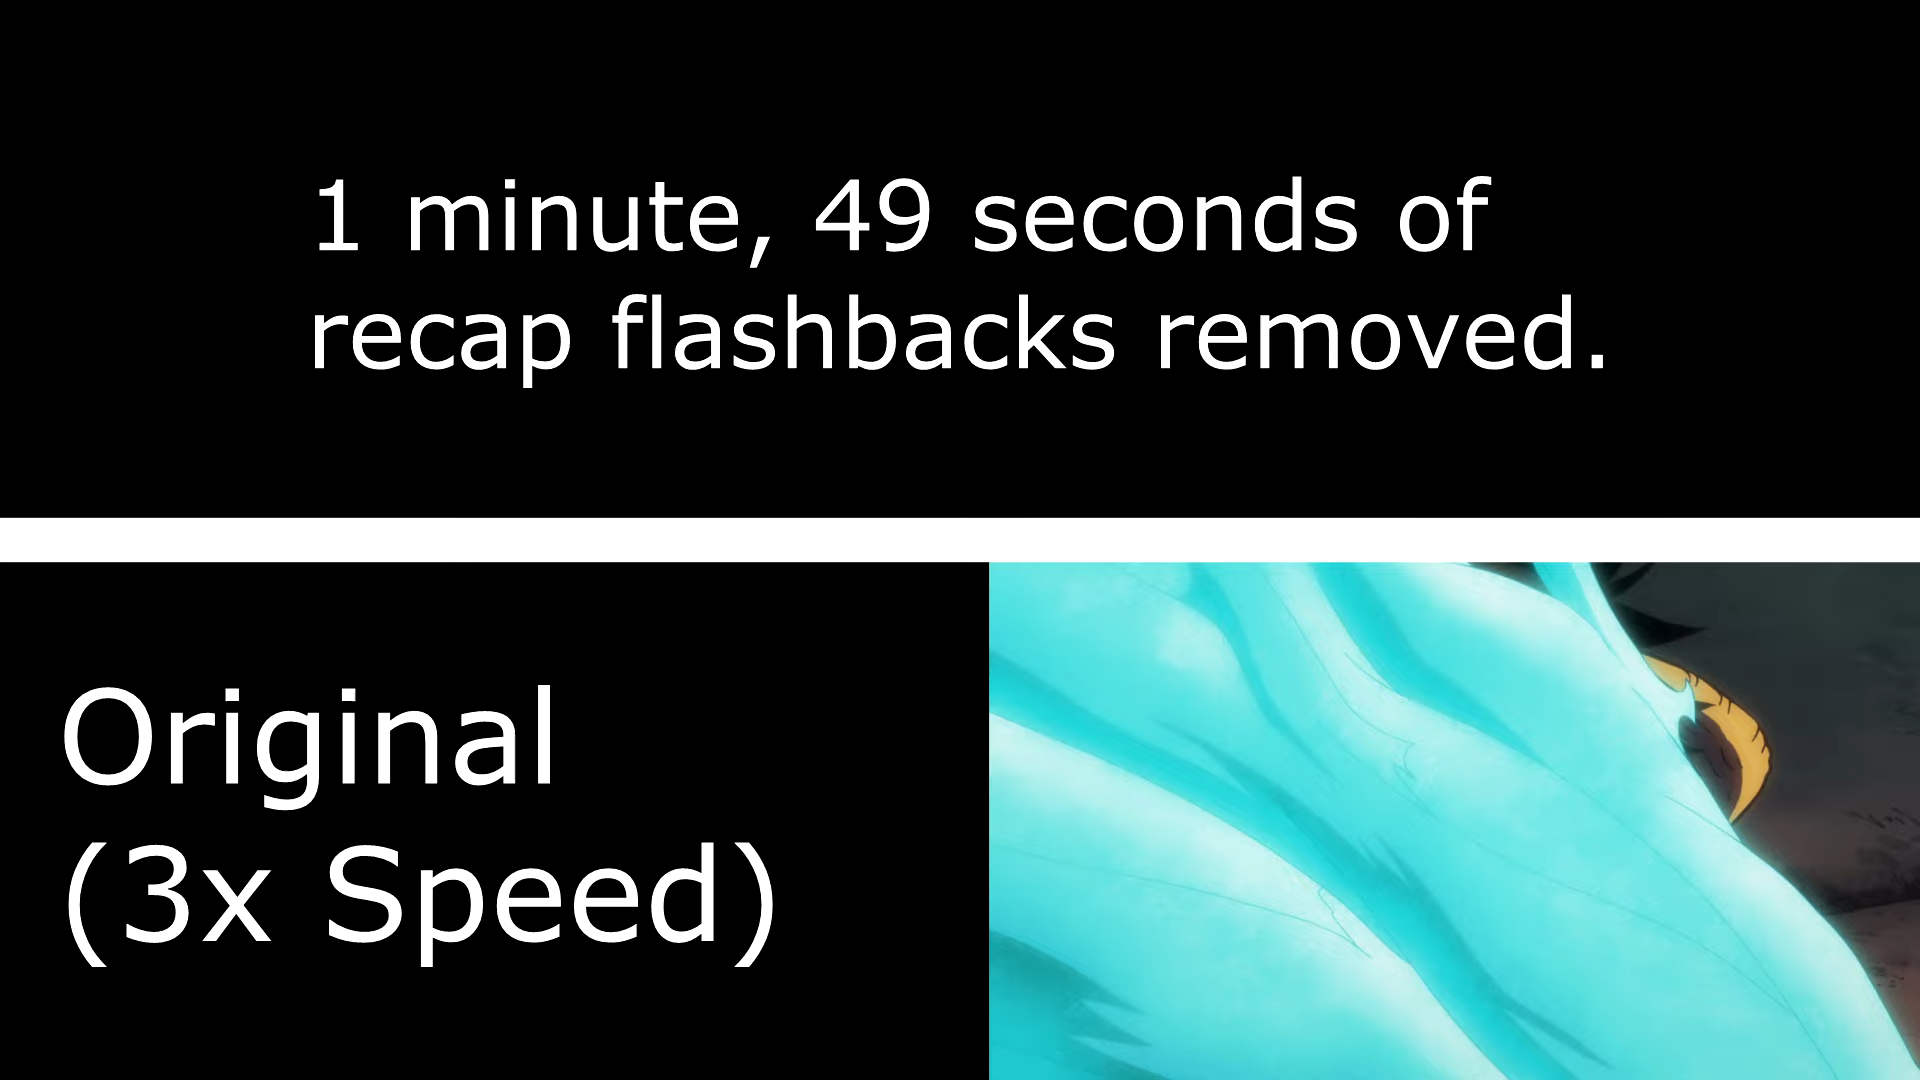 1 minute, 49 seconds of
recap flashbacks removed.
Original
(3x Speed)